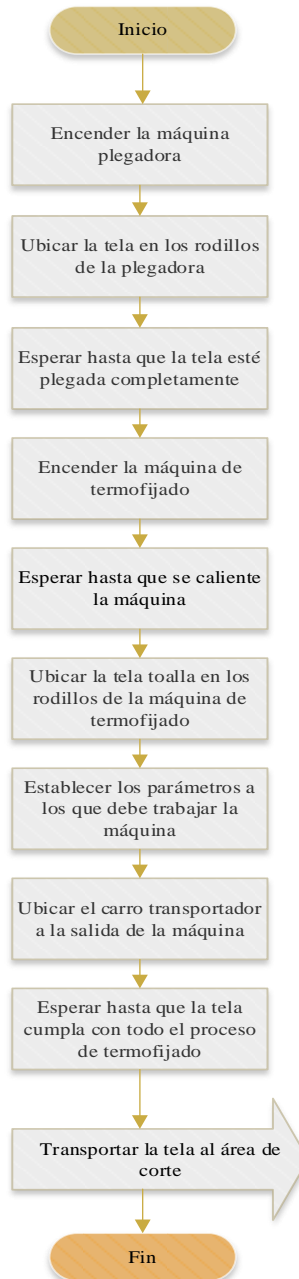 Inicio
Encender la máquina
plegadora
Ubicar la tela en los rodillos
de la plegadora
Esperar hasta que la tela esté
plegada completamente
Encender la máquina de
termofijado
Esperar hasta que se caliente
la máquina
Ubicar la tela toalla en los
rodillos de la máquina de
termofijado
Establecer los parámetros a
los que debe trabajar la
máquina
Ubicar el carro transportador
a la salida de la máquina
Esperar hasta que la tela
cumpla con todo el proceso
de termofijado
Transportar la tela al área de
corte
Fin